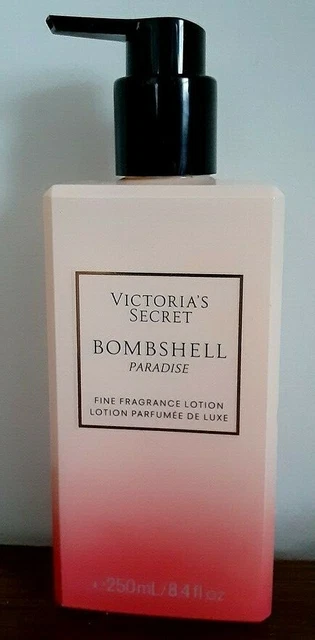 VICTORIA'S
SECRET
BOMBSHELL
PARADISE
FINE FRAGRANCE LOTION
LOTION PARFUMÉE DE LUXE
250mL/8.4 fl oz